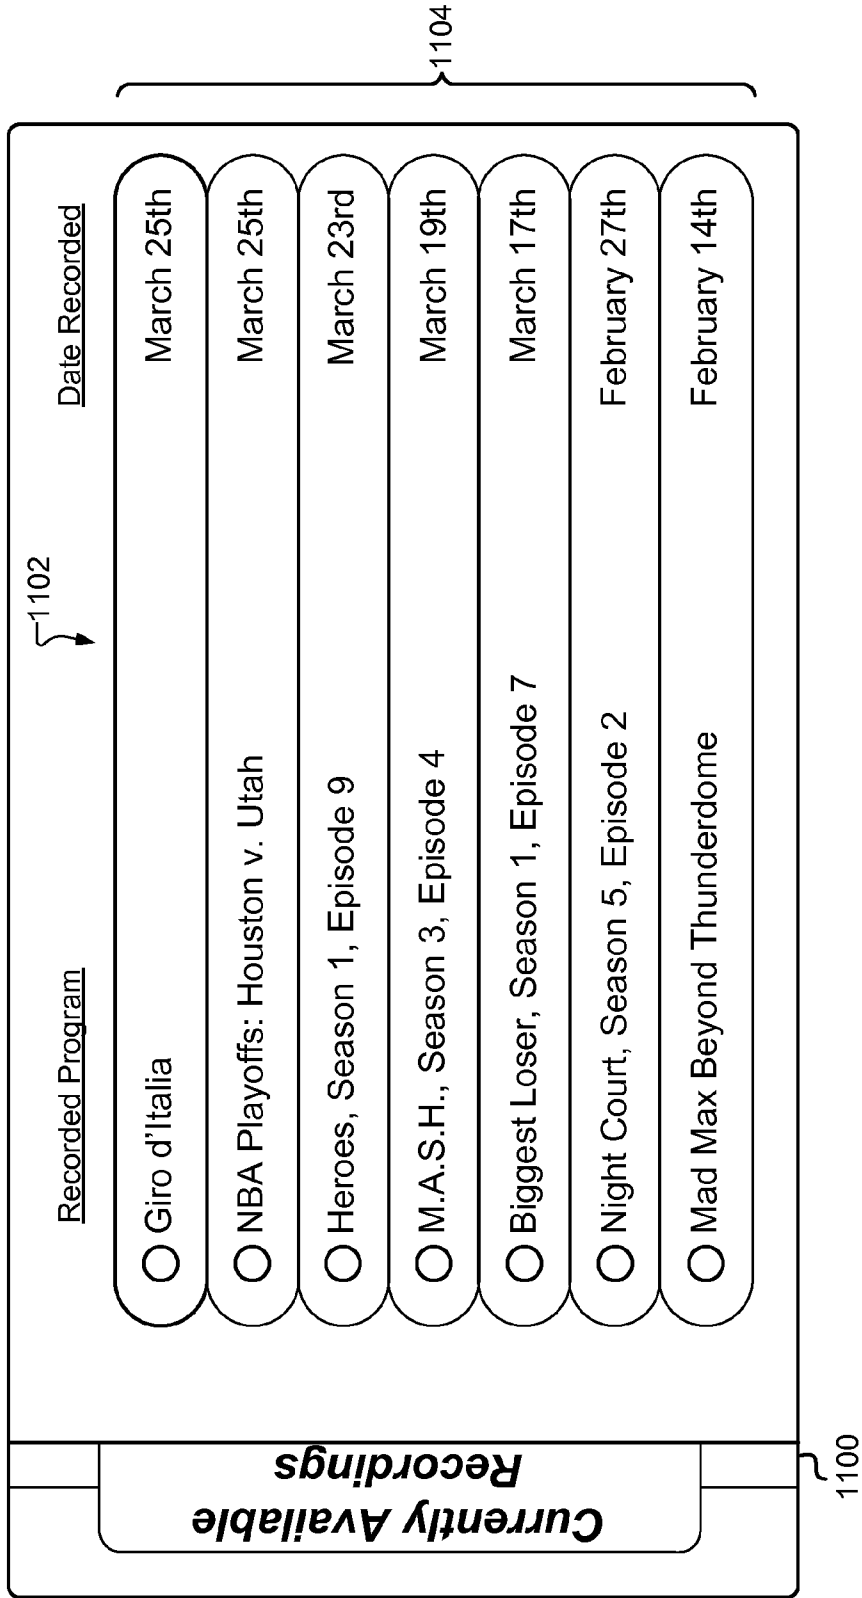 1102
Recorded Program
Date Recorded
Giro d'Italia
March 25th
NBA Playoffs: Houston v. Utah
March 25th
Heroes, Season 1, Episode 9
March 23rd
M.A.S.H., Season 3, Episode 4
March 19th
Biggest Loser, Season 1, Episode 7
March 17th
Night Court, Season 5, Episode 2
February 27th
Mad Max Beyond Thunderdome
February 14th
1104
Currently Available
Recordings
1100